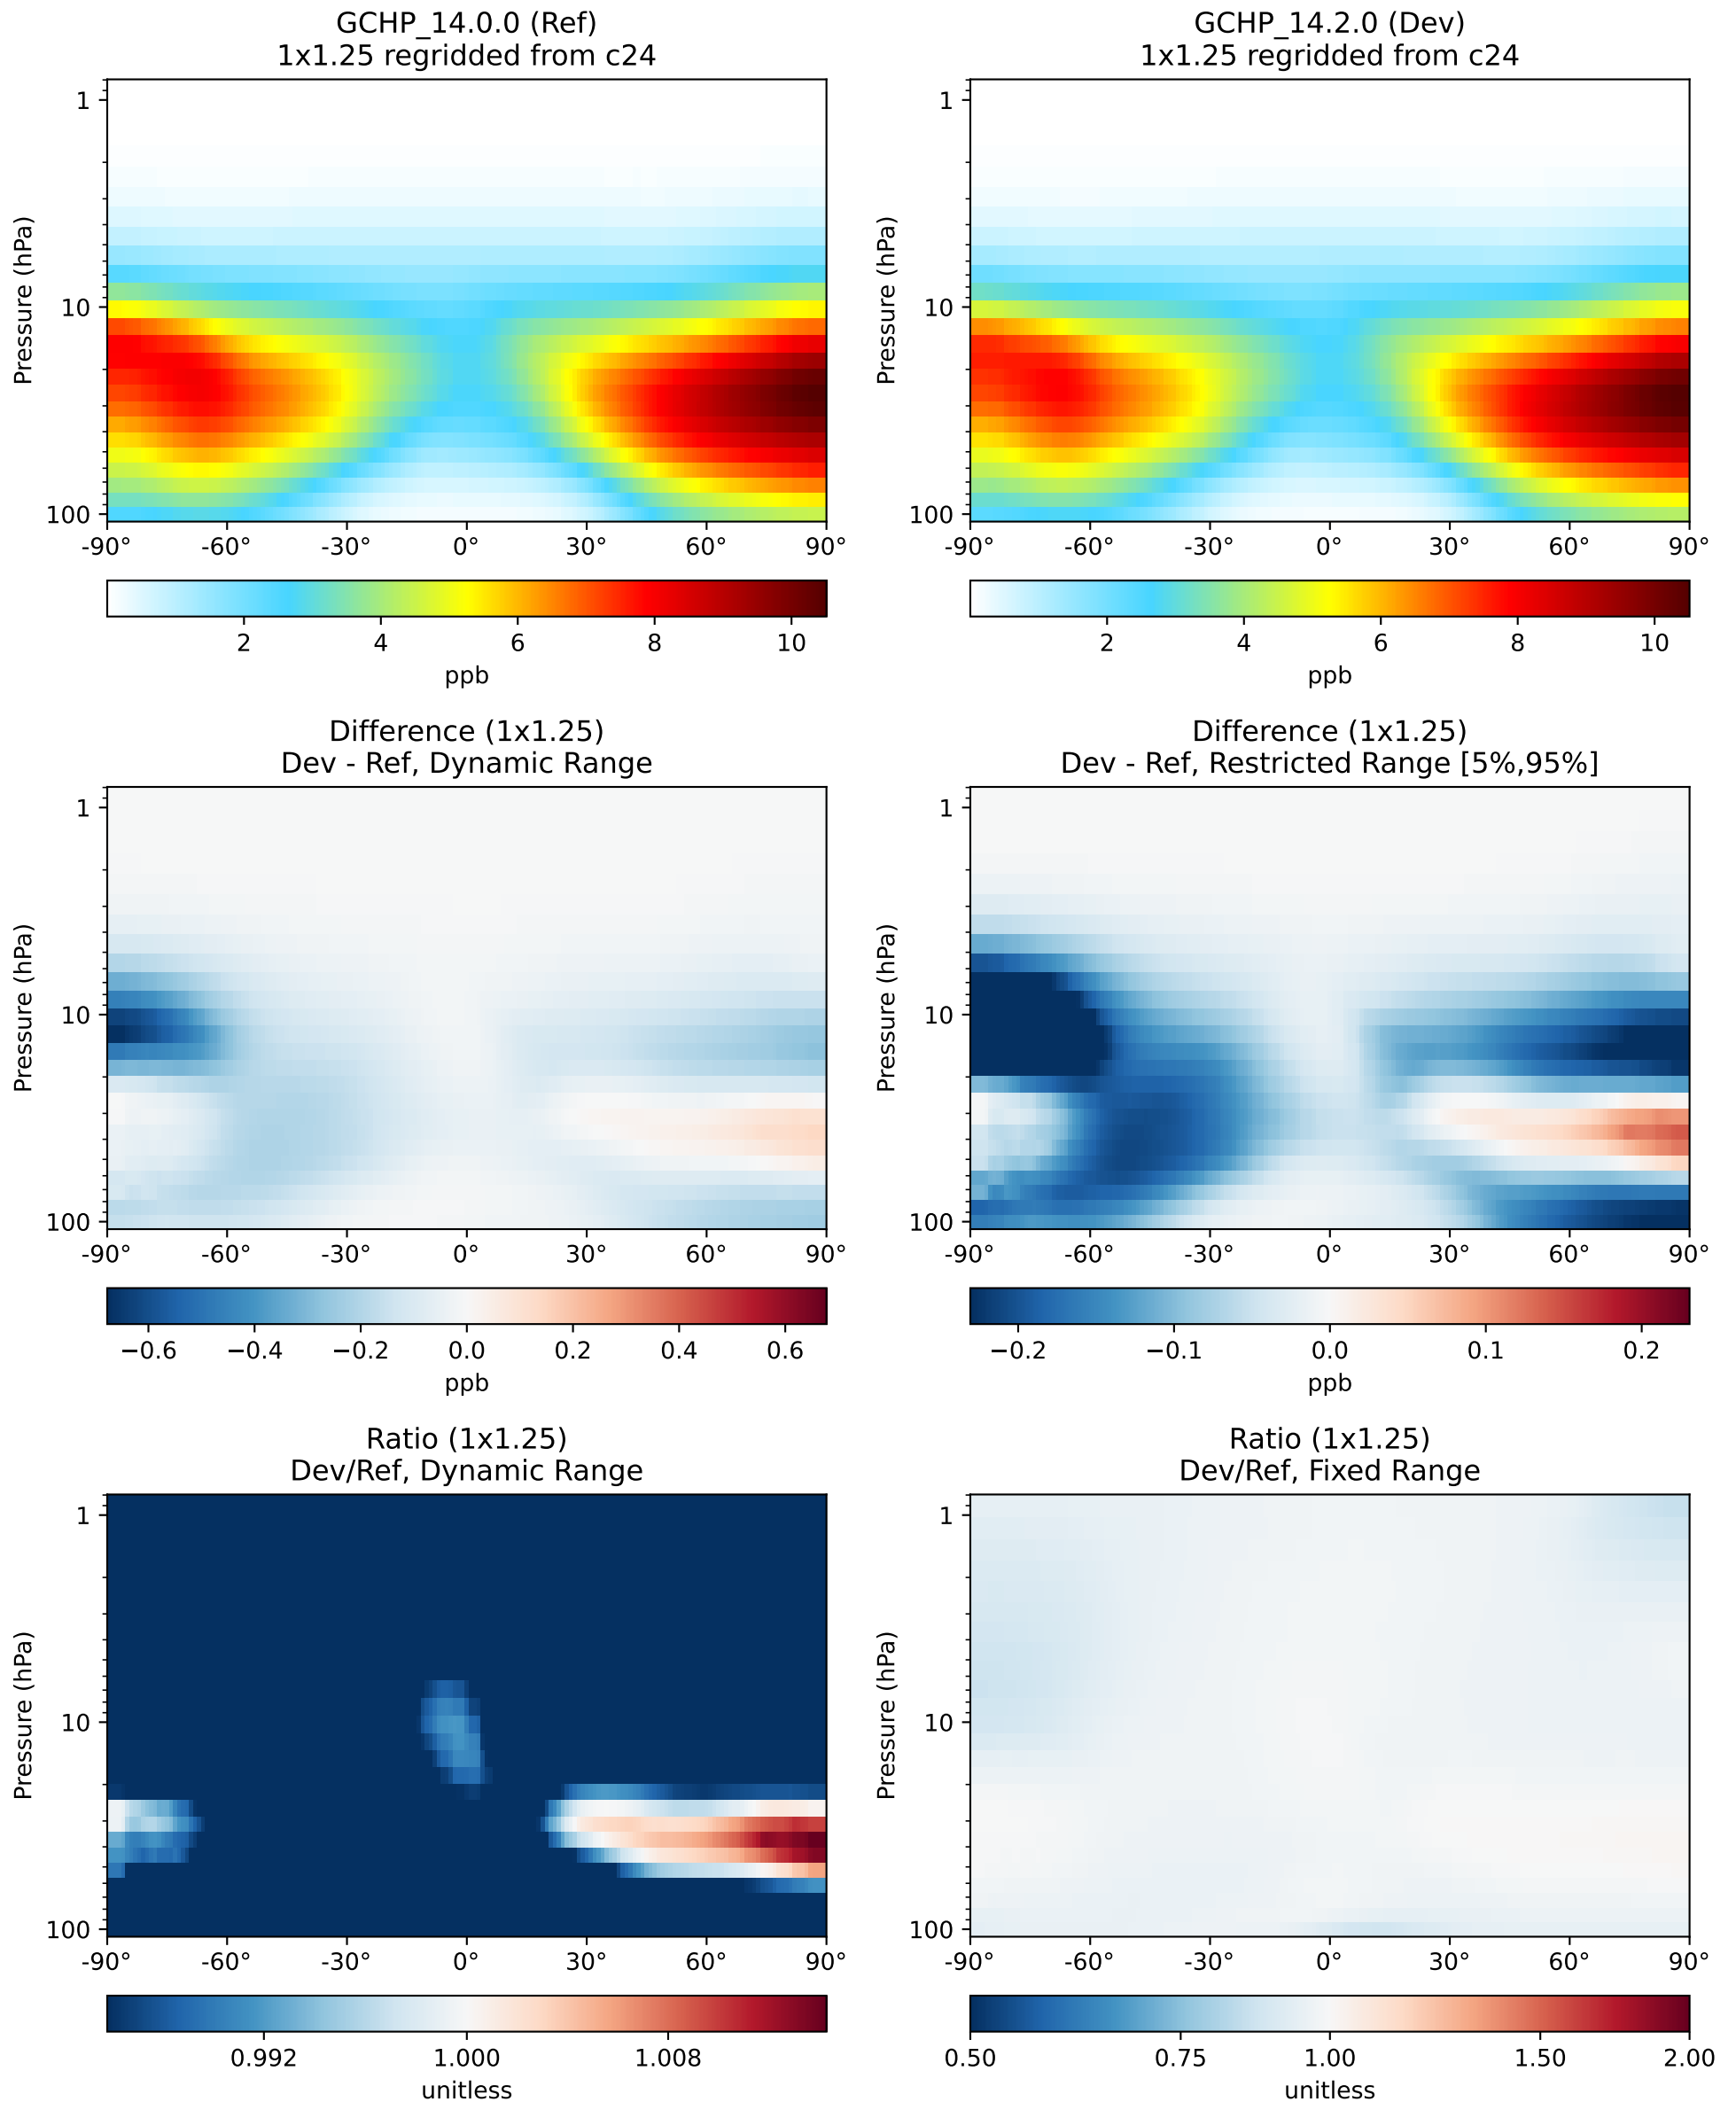 GCHP_14.0.0 (Ref)
1x1.25 regridded from c24
Pressure (hPa)
1
10
100
-90° -60° -30° 0° 30° 60° 90°
2 4 6 8 10
ppb
GCHP_14.2.0 (Dev)
1x1.25 regridded from c24
Pressure (hPa)
1
10
100
-90° -60° -30° 0° 30° 60° 90°
2 4 6 8 10
ppb
Difference (1x1.25)
Dev - Ref, Dynamic Range
Pressure (hPa)
1
10
100
-90° -60° -30° 0° 30° 60° 90°
−0.6 −0.4 −0.2 0.0 0.2 0.4 0.6
ppb
Difference (1x1.25)
Dev - Ref, Restricted Range [5%,95%]
Pressure (hPa)
1
10
100
-90° -60° -30° 0° 30° 60° 90°
−0.2 −0.1 0.0 0.1 0.2
ppb
Ratio (1x1.25)
Dev/Ref, Dynamic Range
Pressure (hPa)
1
10
100
-90° -60° -30° 0° 30° 60° 90°
0.992 1.000 1.008
unitless
Ratio (1x1.25)
Dev/Ref, Fixed Range
Pressure (hPa)
1
10
100
-90° -60° -30° 0° 30° 60° 90°
0.50 0.75 1.00 1.50 2.00
unitless